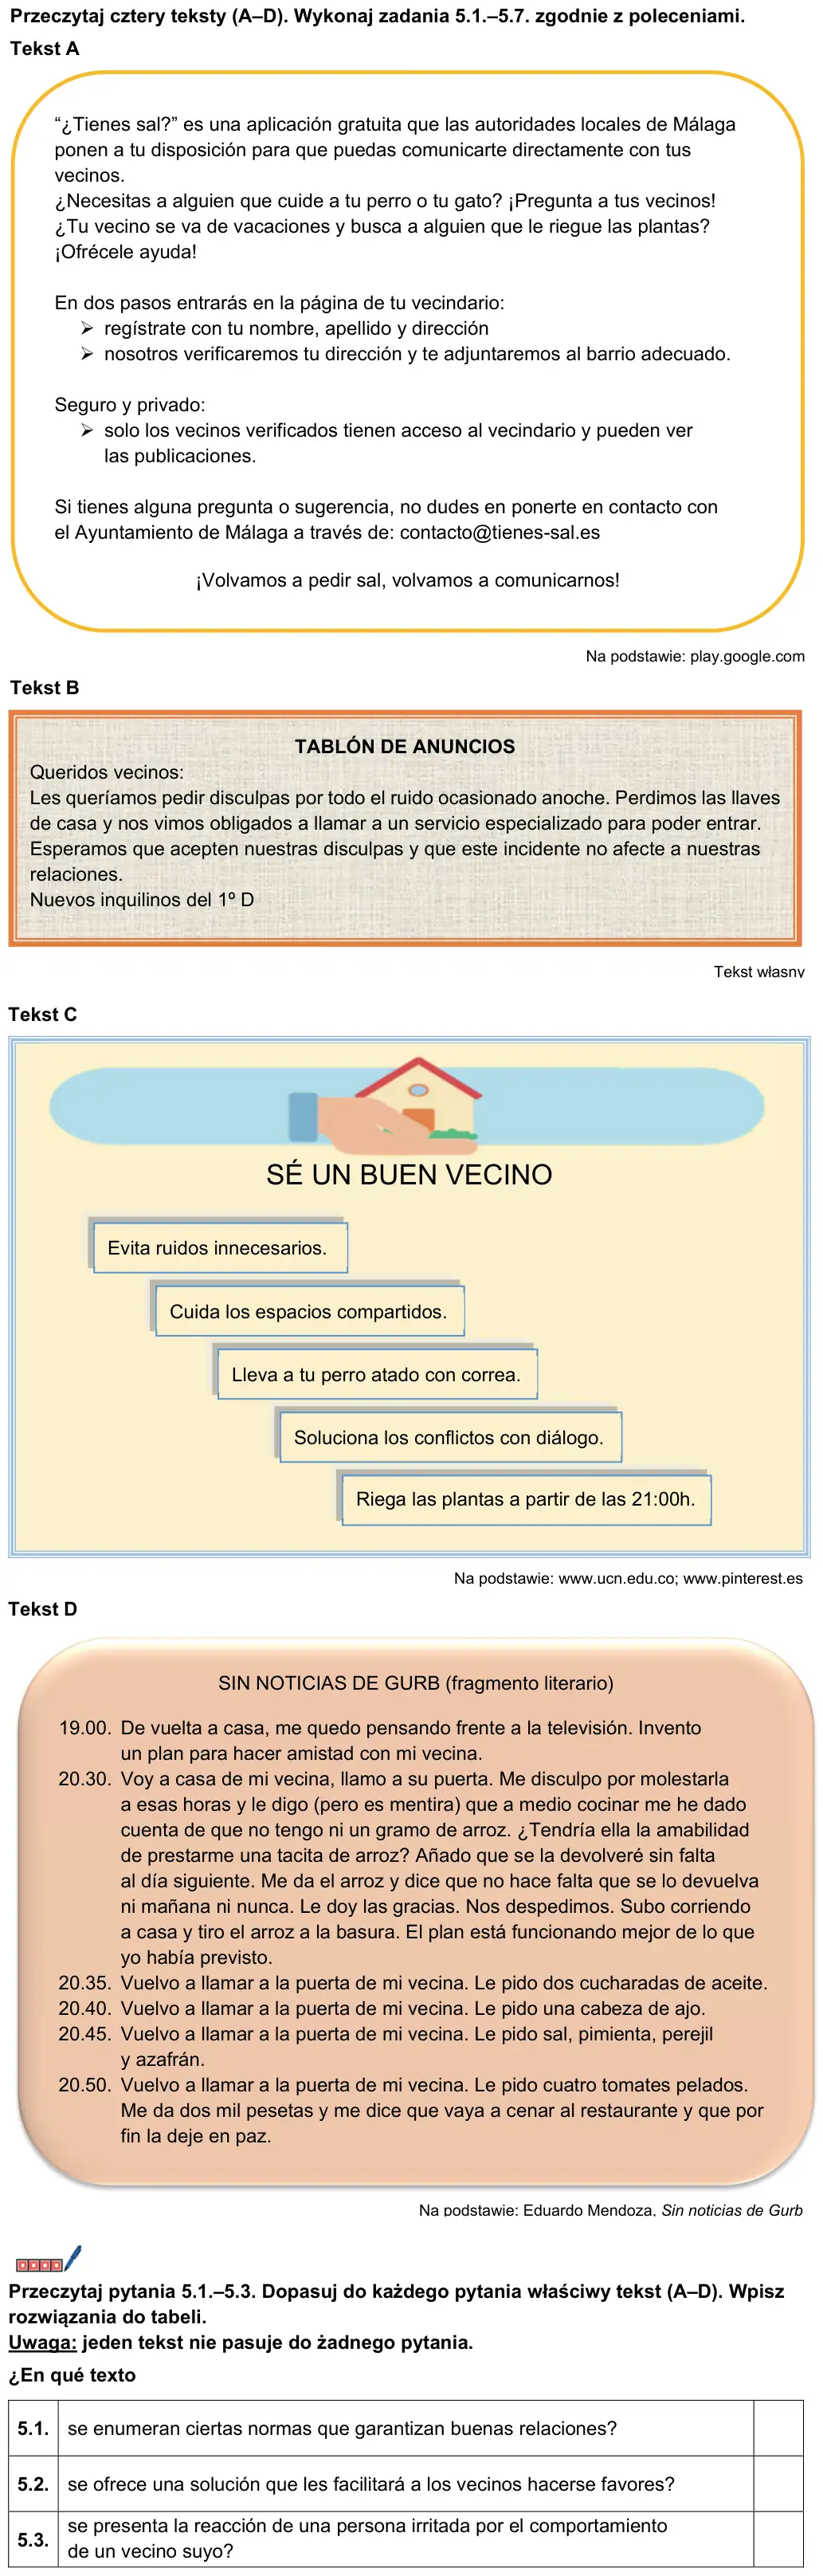 Przeczytaj cztery teksty (A–D). Wykonaj zadania 5.1.–5.7. zgodnie z poleceniami.
Tekst A
“¿Tienes sal?” es una aplicación gratuita que las autoridades locales de Málaga
ponen a tu disposición para que puedas comunicarte directamente con tus
vecinos.
¿Necesitas a alguien que cuide a tu perro o tu gato? ¡Pregunta a tus vecinos!
¿Tu vecino se va de vacaciones y busca a alguien que le riegue las plantas?
¡Ofrécele ayuda!
En dos pasos entrarás en la página de tu vecindario:
➢ regístrate con tu nombre, apellido y dirección
➢ nosotros verificaremos tu dirección y te adjuntaremos al barrio adecuado.
Seguro y privado:
➢ solo los vecinos verificados tienen acceso al vecindario y pueden ver
las publicaciones.
Si tienes alguna pregunta o sugerencia, no dudes en ponerte en contacto con
el Ayuntamiento de Málaga a través de: contacto@tienes-sal.es
¡Volvamos a pedir sal, volvamos a comunicarnos!
Na podstawie: play.google.com
Tekst B
TABLÓN DE ANUNCIOS
Queridos vecinos:
Les queríamos pedir disculpas por todo el ruido ocasionado anoche. Perdimos las llaves
de casa y nos vimos obligados a llamar a un servicio especializado para poder entrar.
Esperamos que acepten nuestras disculpas y que este incidente no afecte a nuestras
relaciones.
Nuevos inquilinos del 1º D
Tekst własny
Tekst C
SÉ UN BUEN VECINO
Evita ruidos innecesarios.
Cuida los espacios compartidos.
Lleva a tu perro atado con correa.
Soluciona los conflictos con diálogo.
Riega las plantas a partir de las 21:00h.
Na podstawie: www.ucn.edu.co; www.pinterest.es
Tekst D
SIN NOTICIAS DE GURB (fragmento literario)
19.00. De vuelta a casa, me quedo pensando frente a la televisión. Invento
un plan para hacer amistad con mi vecina.
20.30. Voy a casa de mi vecina, llamo a su puerta. Me disculpo por molestarla
a esas horas y le digo (pero es mentira) que a medio cocinar me he dado
cuenta de que no tengo ni un gramo de arroz. ¿Tendría ella la amabilidad
de prestarme una tacita de arroz? Añado que se la devolveré sin falta
al día siguiente. Me da el arroz y dice que no hace falta que se lo devuelva
ni mañana ni nunca. Le doy las gracias. Nos despedimos. Subo corriendo
a casa y tiro el arroz a la basura. El plan está funcionando mejor de lo que
yo había previsto.
20.35. Vuelvo a llamar a la puerta de mi vecina. Le pido dos cucharadas de aceite.
20.40. Vuelvo a llamar a la puerta de mi vecina. Le pido una cabeza de ajo.
20.45. Vuelvo a llamar a la puerta de mi vecina. Le pido sal, pimienta, perejil
y azafrán.
20.50. Vuelvo a llamar a la puerta de mi vecina. Le pido cuatro tomates pelados.
Me da dos mil pesetas y me dice que vaya a cenar al restaurante y que por
fin la deje en paz.
Na podstawie: Eduardo Mendoza, Sin noticias de Gurb
Przeczytaj pytania 5.1.–5.3. Dopasuj do każdego pytania właściwy tekst (A–D). Wpisz
rozwiązania do tabeli.
Uwaga: jeden tekst nie pasuje do żadnego pytania.
¿En qué texto
5.1. se enumeran ciertas normas que garantizan buenas relaciones?
5.2. se ofrece una solución que les facilitará a los vecinos hacerse favores?
5.3. se presenta la reacción de una persona irritada por el comportamiento
de un vecino suyo?